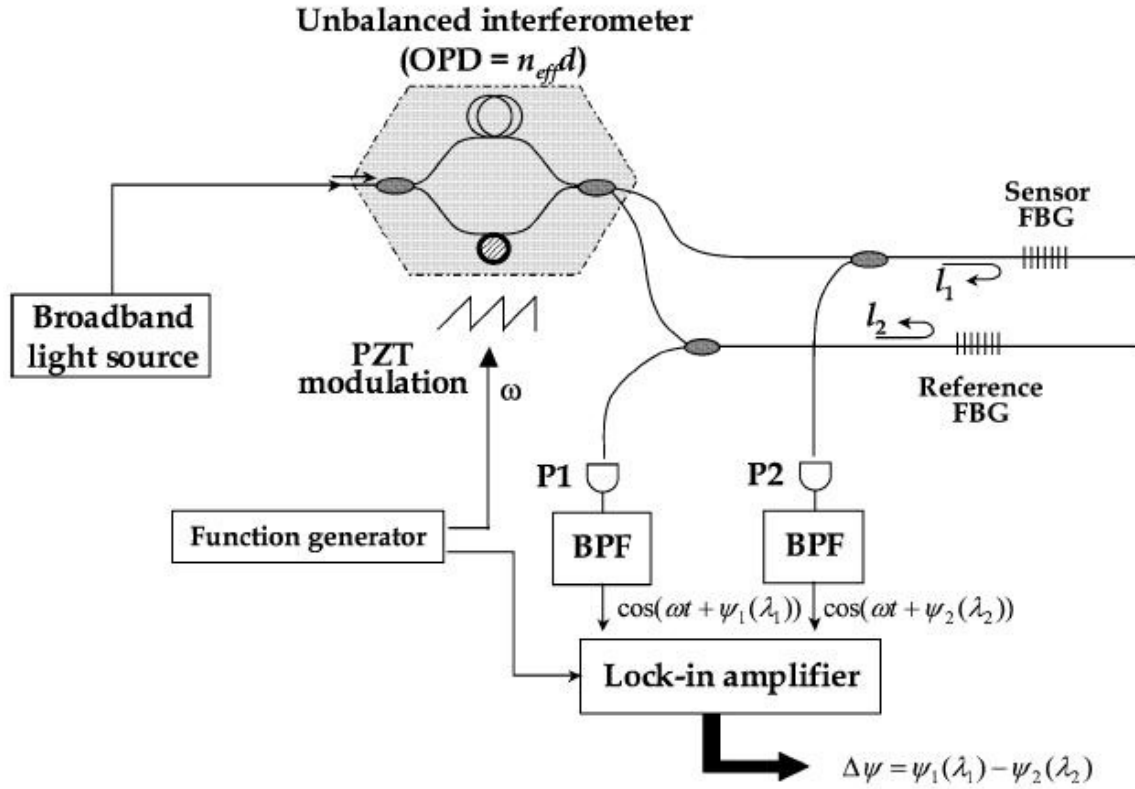 Unbalanced interferometer
(OPD = n_eff d)
Sensor
FBG
l_1
l_2
Broadband
light source
PZT
modulation
ω
Reference
FBG
P1
P2
Function generator
BPF
BPF
cos(ωt + ψ_1(λ_1))
cos(ωt + ψ_2(λ_2))
Lock-in amplifier
Δψ = ψ_1(λ_1) − ψ_2(λ_2)